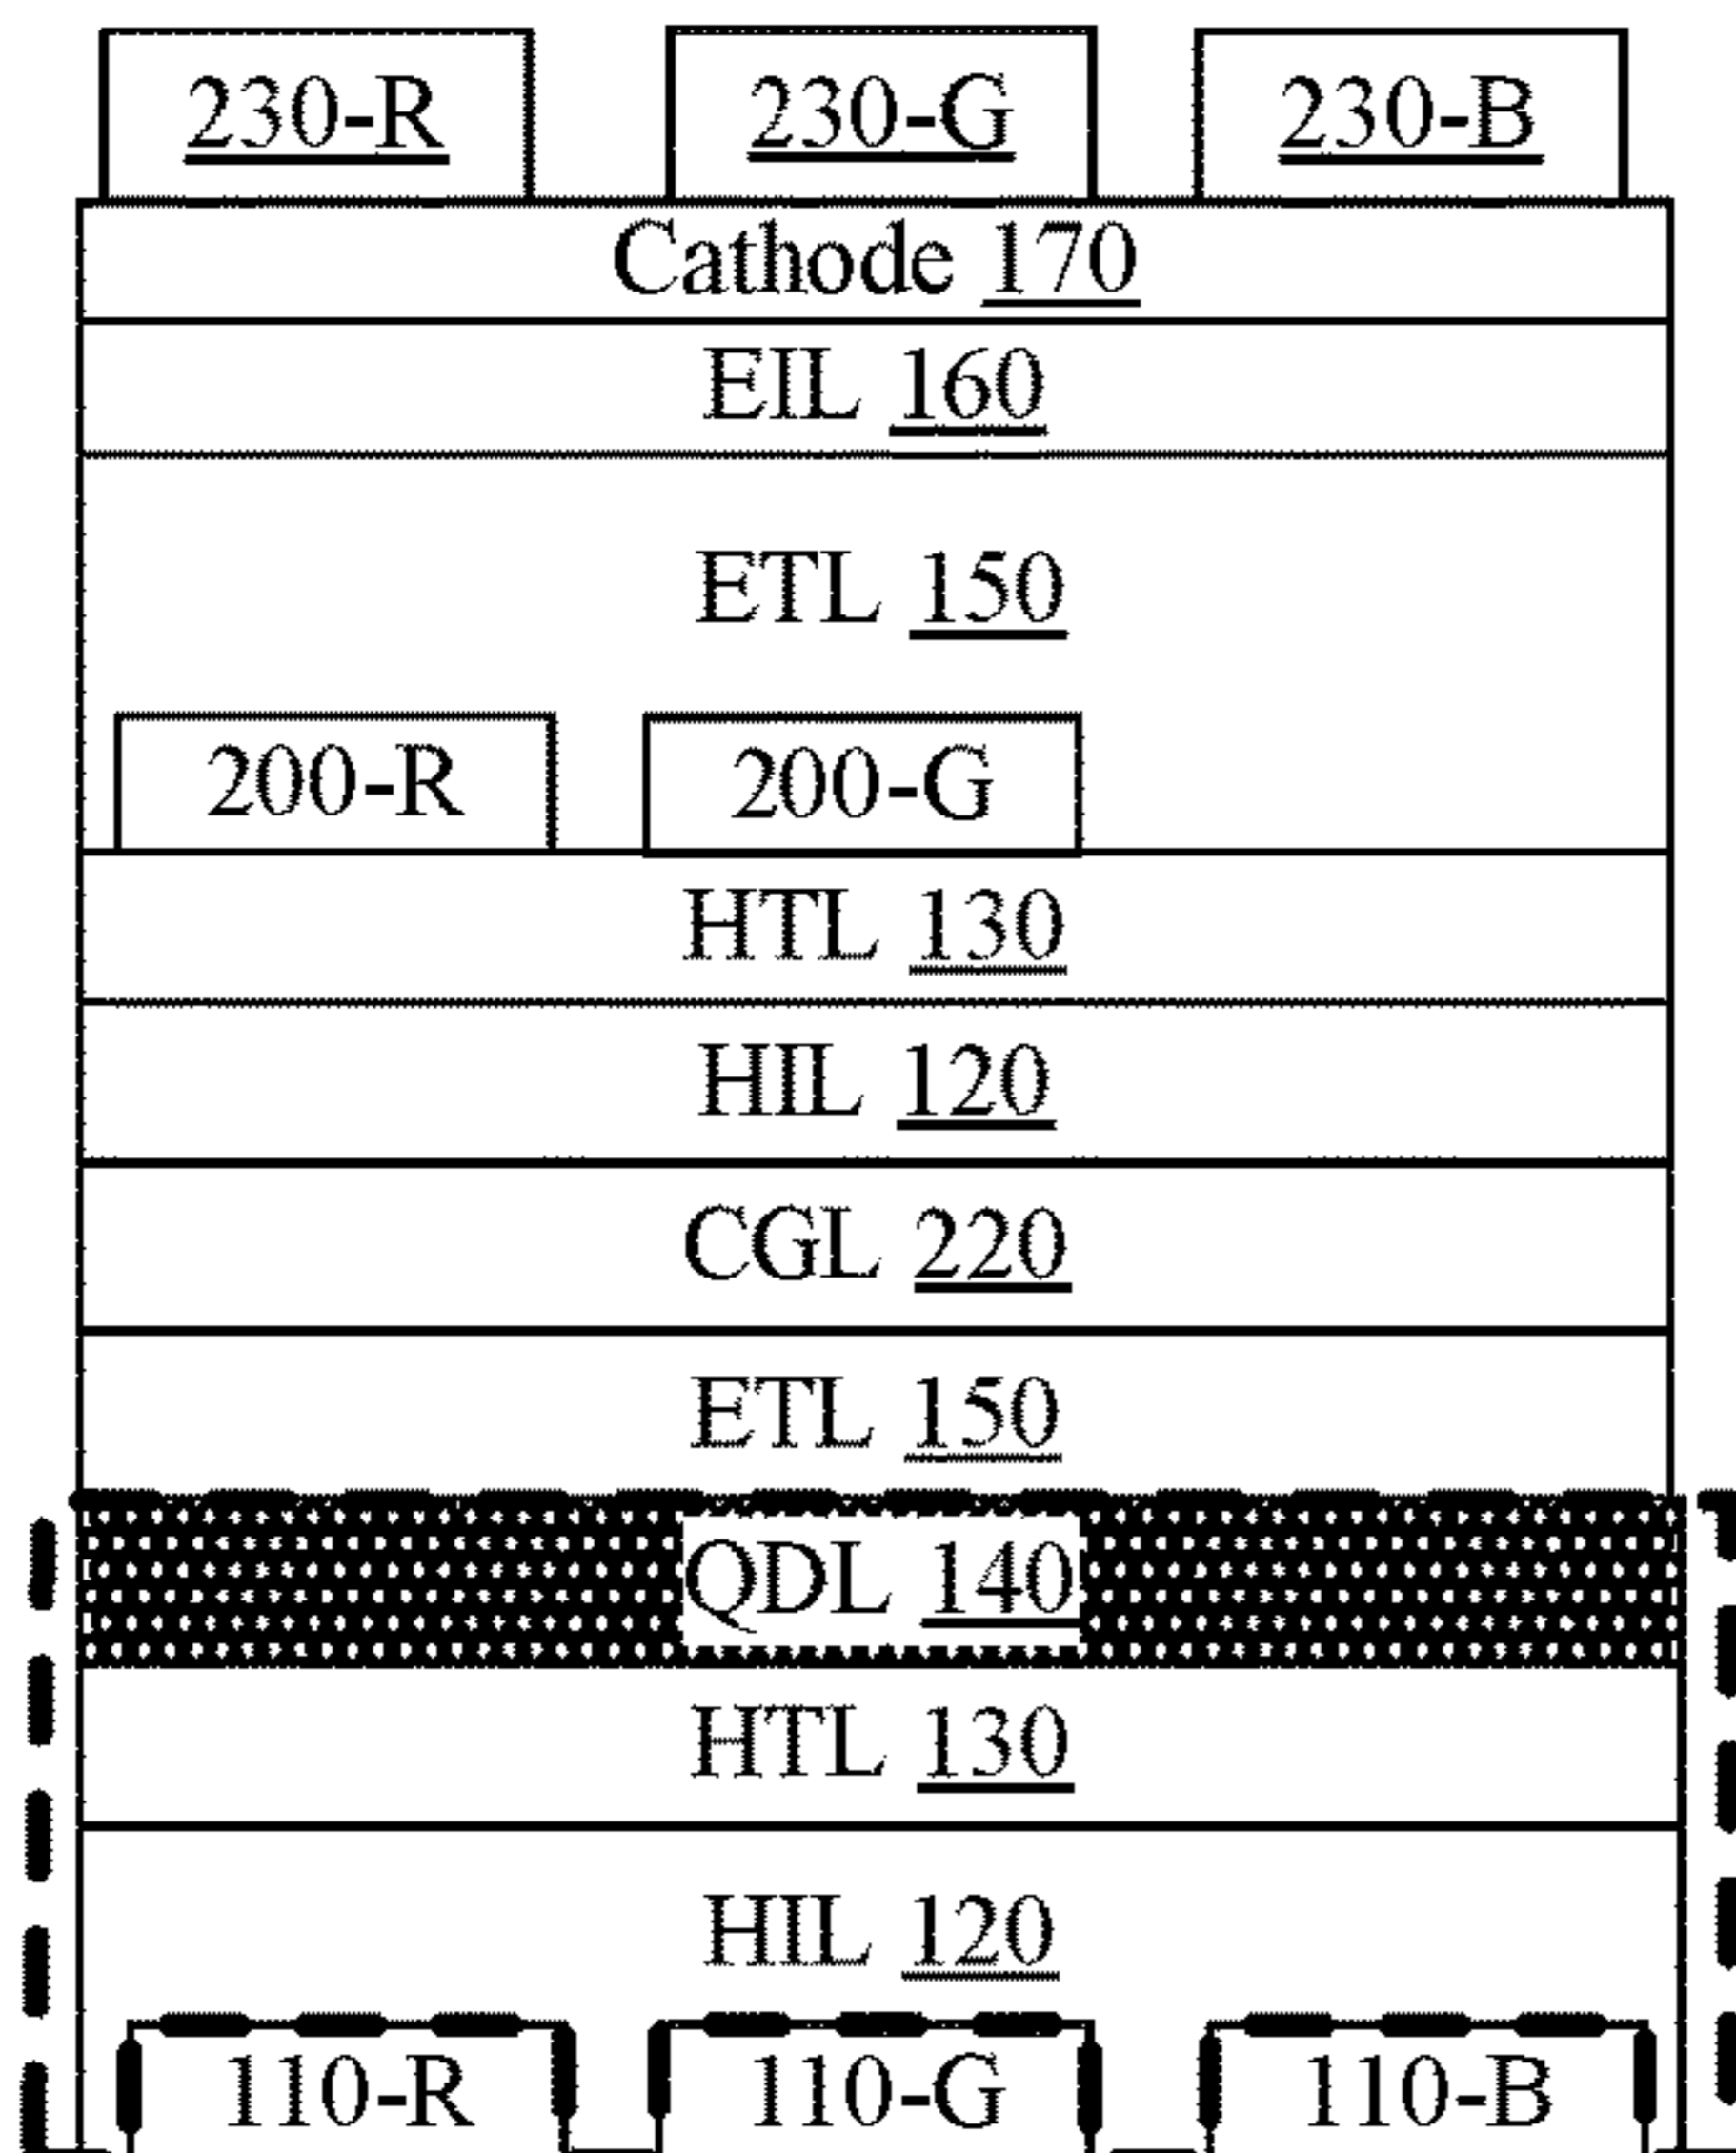 230-R 230-G 230-B
Cathode 170
EIL 160
ETL 150
200-R 200-G
HTL 130
HIL 120
CGL 220
ETL 150
QDL 140
HTL 130
HIL 120
110-R 110-G 110-B